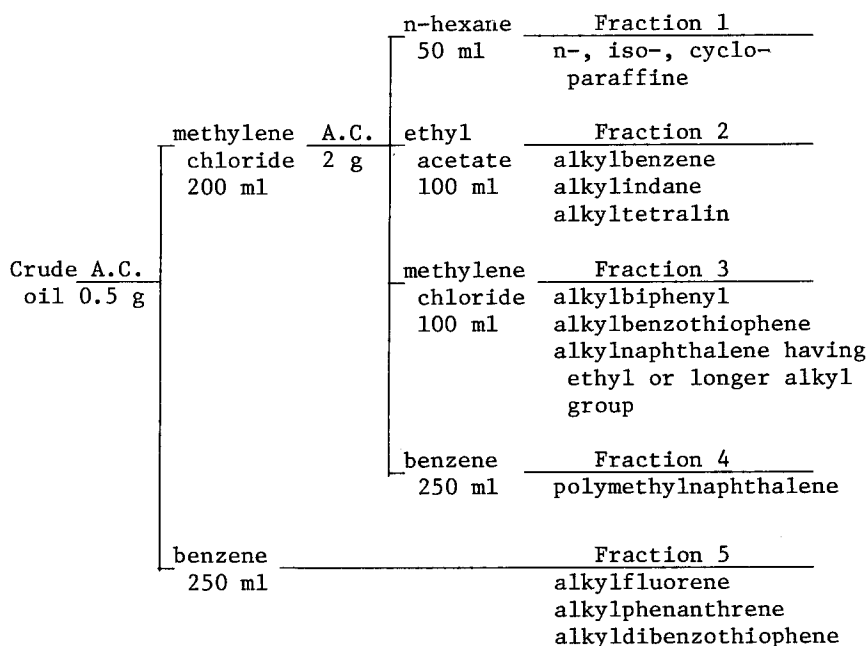 n-hexane Fraction 1
50 ml n-, iso-, cyclo-
paraffine
methylene A.C. ethyl Fraction 2
chloride 2 g acetate alkylbenzene
200 ml 100 ml alkylindane
alkyltetralin
Crude A.C. methylene Fraction 3
oil 0.5 g chloride alkylbiphenyl
100 ml alkylbenzothiophene
alkylnaphthalene having
ethyl or longer alkyl
group
benzene Fraction 4
250 ml polymethylnaphthalene
benzene Fraction 5
250 ml alkylfluorene
alkylphenanthrene
alkyldibenzothiophene